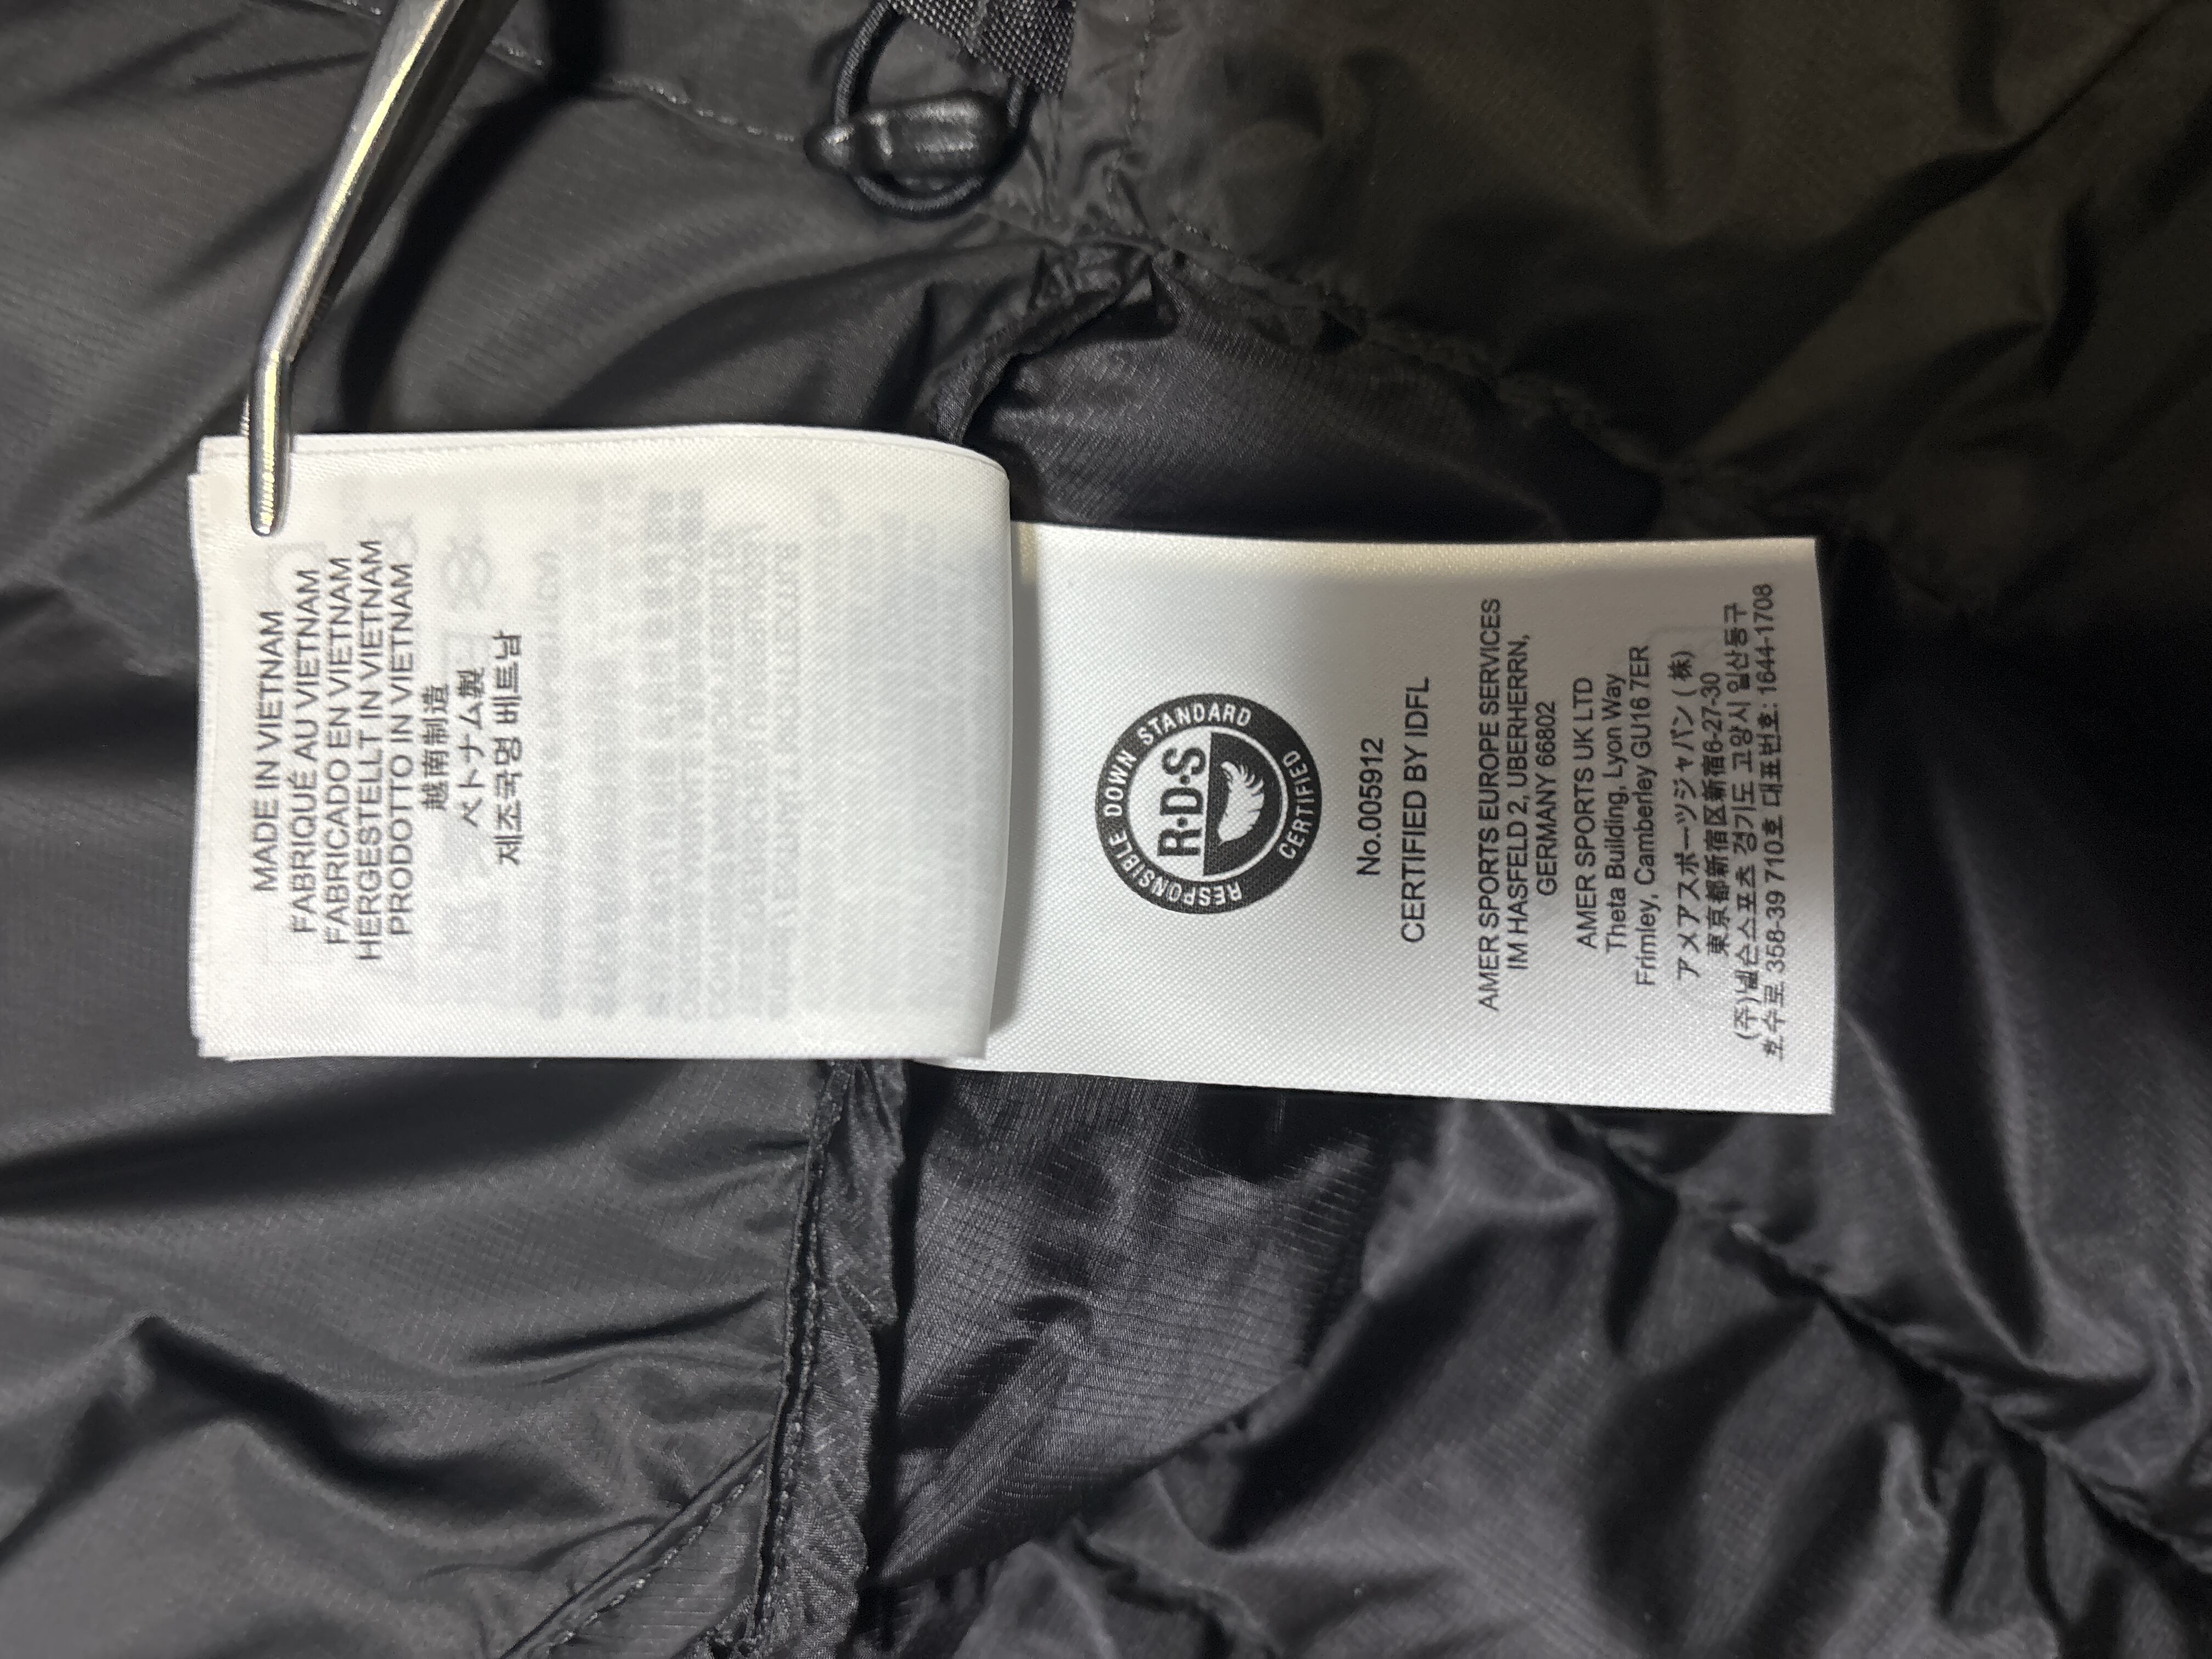 MADE IN VIETNAM
FABRIQUÉ AU VIETNAM
FABRICADO EN VIETNAM
HERGESTELLT IN VIETNAM
PRODOTTO IN VIETNAM
越南制造
ベトナム製
제조국명 베트남
RESPONSIBLE DOWN STANDARD
R·D·S
CERTIFIED
No.005912
CERTIFIED BY IDFL
AMER SPORTS EUROPE SERVICES
IM HASFELD 2, UBERHERRN,
GERMANY 66802
AMER SPORTS UK LTD
Theta Building, Lyon Way
Frimley, Camberley GU16 7ER
アメアスポーツジャパン (株)
東京都新宿区新宿6-27-30
(주)넬슨스포츠 경기도 고양시 일산동구
호수로 358-39 710호 대표번호: 1644-1708